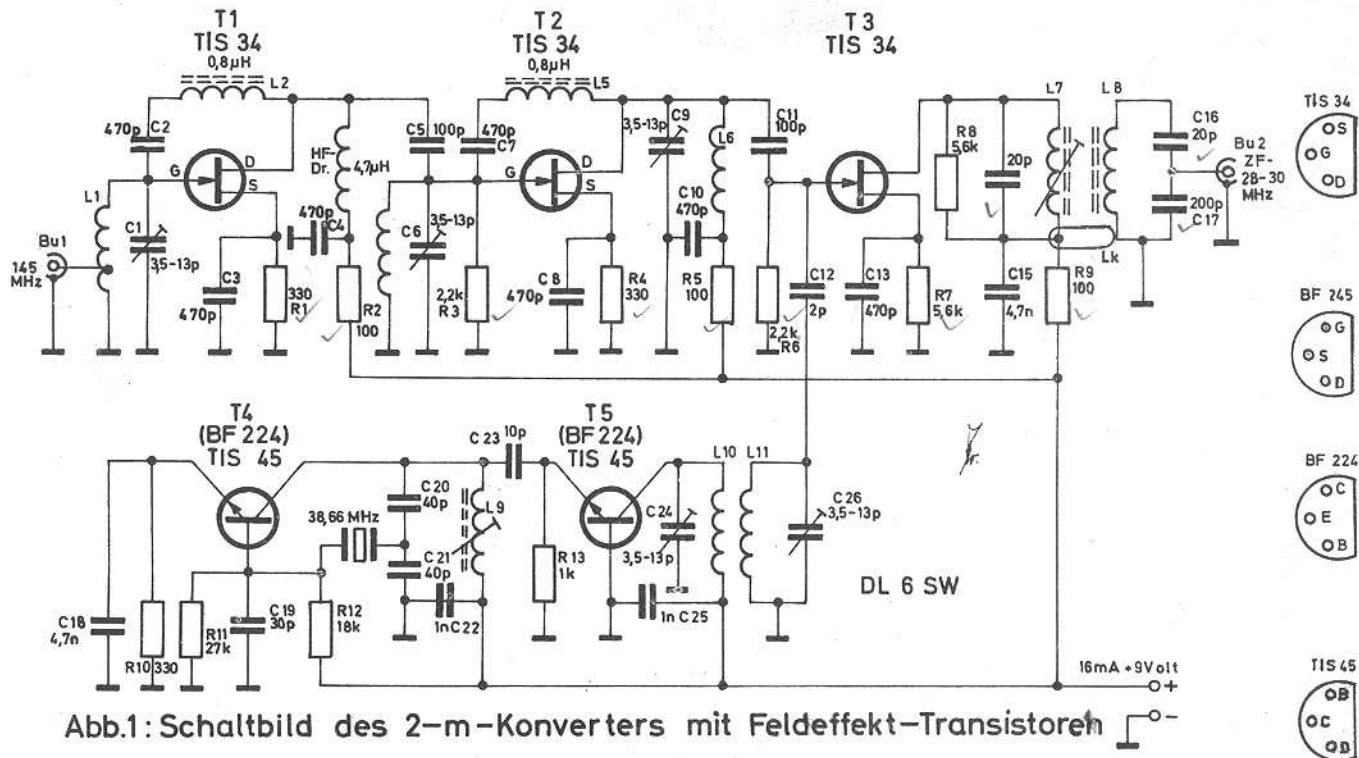 T1
TIS 34
0,8µH
L2
T2
TIS 34
0,8µH
L5
T3
TIS 34
470p
C2
G
D
S
L1
C1
3,5-13p
Bu1
145
MHz
C3
470p
330
R1
HF-
Dr.
4,7µH
470p
C4
R2
100
C5
100p
470p
C7
C6
3,5-13p
2,2k
R3
G
D
S
C8
470p
R4
330
C9
3,5-13p
L6
C10
470p
R5
100
C11
100p
2,2k
R6
C12
2p
C13
470p
R7
5,6k
R8
5,6k
20p
C15
4,7n
L7
L8
Lk
R9
100
C16
20p
200p
C17
Bu2
ZF-
28-30
MHz
TIS 34
S
G
D
BF 245
G
S
D
BF 224
C
E
B
TIS 45
B
C
D
T4
(BF 224)
TIS 45
C18
4,7n
R10 330
R11
27k
C19
30p
38,66 MHz
R12
18k
C20
40p
C21
40p
1n C22
L9
C23
10p
T5
(BF 224)
TIS 45
R13
1k
C24
3,5-13p
1n C25
L10
L11
C26
3,5-13p
DL 6 SW
16mA +9Volt
+
-
Abb.1: Schaltbild des 2-m-Konverters mit Feldeffekt-Transistoren